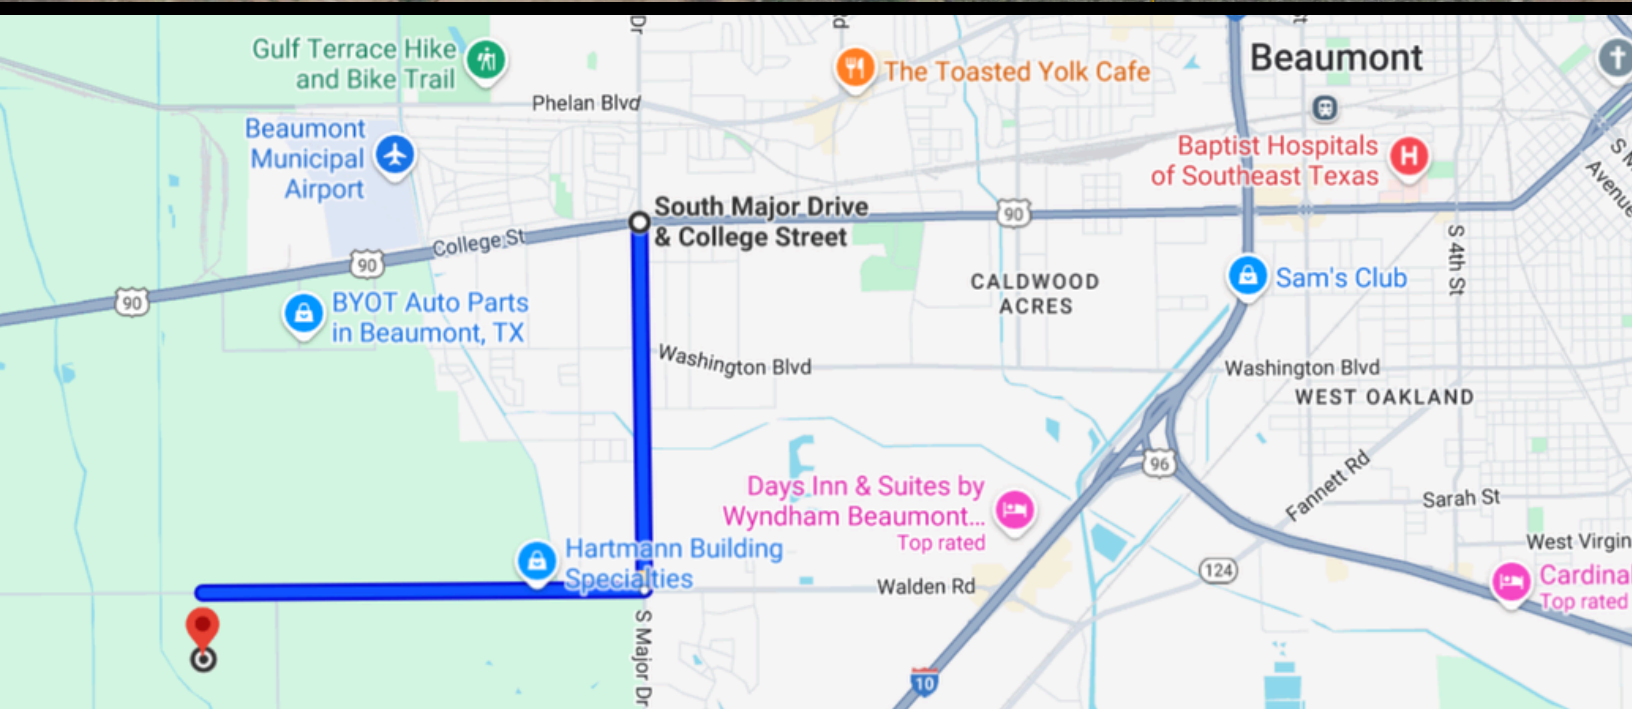 Dr
Gulf Terrace Hike
and Bike Trail
Phelan Blvd
The Toasted Yolk Cafe
Beaumont
Beaumont
Municipal
Airport
Baptist Hospitals
of Southeast Texas
H
South Major Drive
& College Street
90
College St
90
90
S 4th St
Avenue
CALDWOOD
ACRES
Sam's Club
BYOT Auto Parts
in Beaumont, TX
Washington Blvd
Washington Blvd
WEST OAKLAND
96
Fannett Rd
Sarah St
Days Inn & Suites by
Wyndham Beaumont...
Top rated
Hartmann Building
Specialties
West Virgin
Walden Rd
124
Cardinal
Top rated
S Major Dr
10